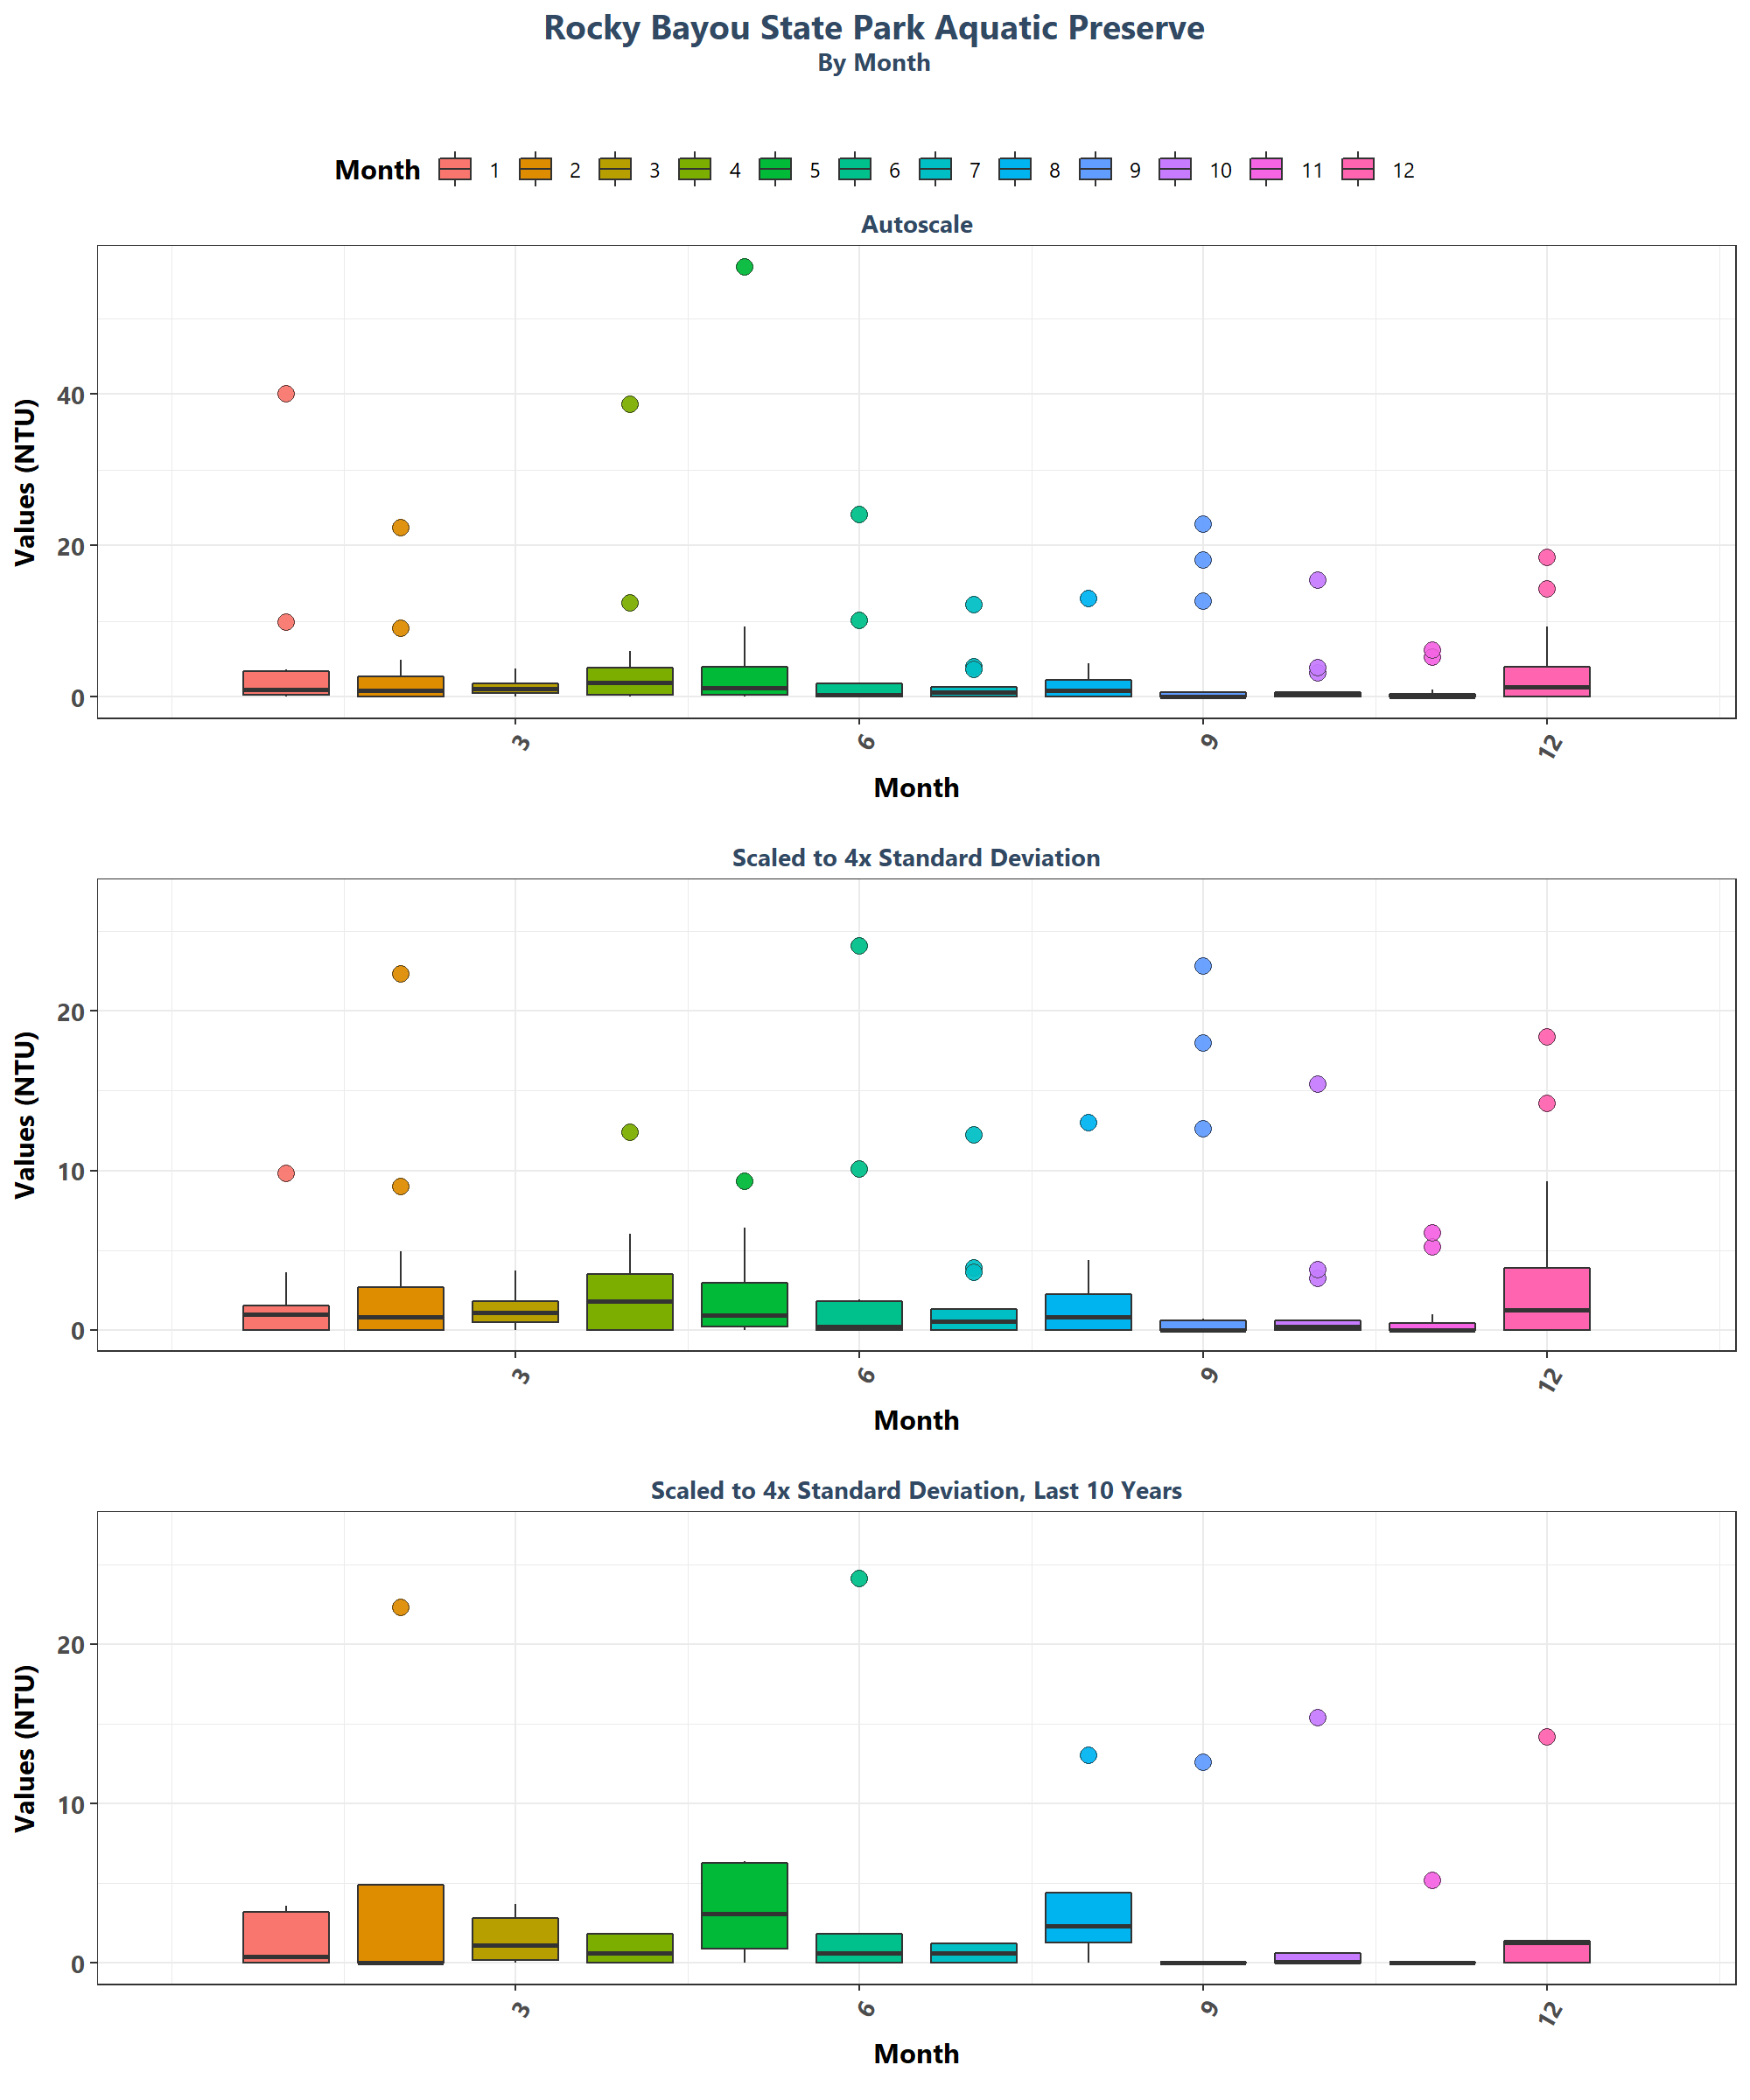 Rocky Bayou State Park Aquatic Preserve
By Month
Month 1 2 3 4 5 6 7 8 9 10 11 12
Autoscale
Values (NTU)
40
20
0
3 6 9 12
Month
Scaled to 4x Standard Deviation
Values (NTU)
20
10
0
3 6 9 12
Month
Scaled to 4x Standard Deviation, Last 10 Years
Values (NTU)
20
10
0
3 6 9 12
Month